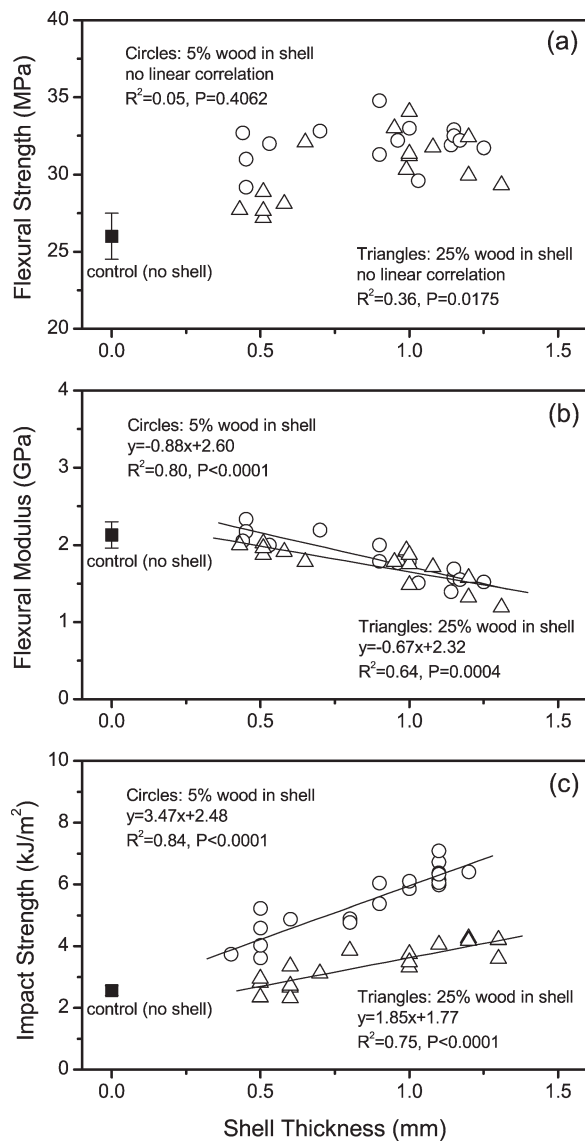 (a)
Circles: 5% wood in shell
no linear correlation
R²=0.05, P=0.4062
Flexural Strength (MPa)
40
35
30
25
20
control (no shell)
Triangles: 25% wood in shell
no linear correlation
R²=0.36, P=0.0175
0.0 0.5 1.0 1.5
(b)
Circles: 5% wood in shell
y=-0.88x+2.60
R²=0.80, P<0.0001
Flexural Modulus (GPa)
4
3
2
1
0
control (no shell)
Triangles: 25% wood in shell
y=-0.67x+2.32
R²=0.64, P=0.0004
0.0 0.5 1.0 1.5
(c)
Circles: 5% wood in shell
y=3.47x+2.48
R²=0.84, P<0.0001
Impact Strength (kJ/m²)
10
8
6
4
2
0
control (no shell)
Triangles: 25% wood in shell
y=1.85x+1.77
R²=0.75, P<0.0001
0.0 0.5 1.0 1.5
Shell Thickness (mm)